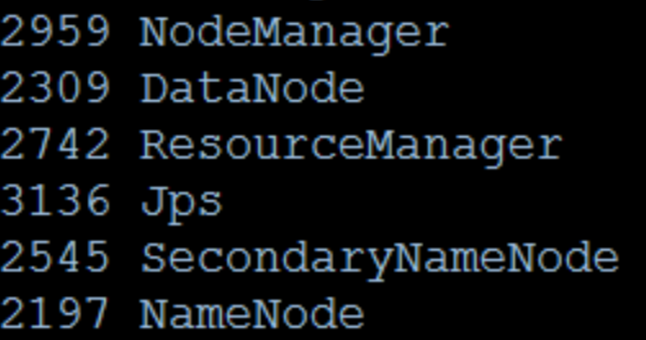 2959 NodeManager
2309 DataNode
2742 ResourceManager
3136 Jps
2545 SecondaryNameNode
2197 NameNode